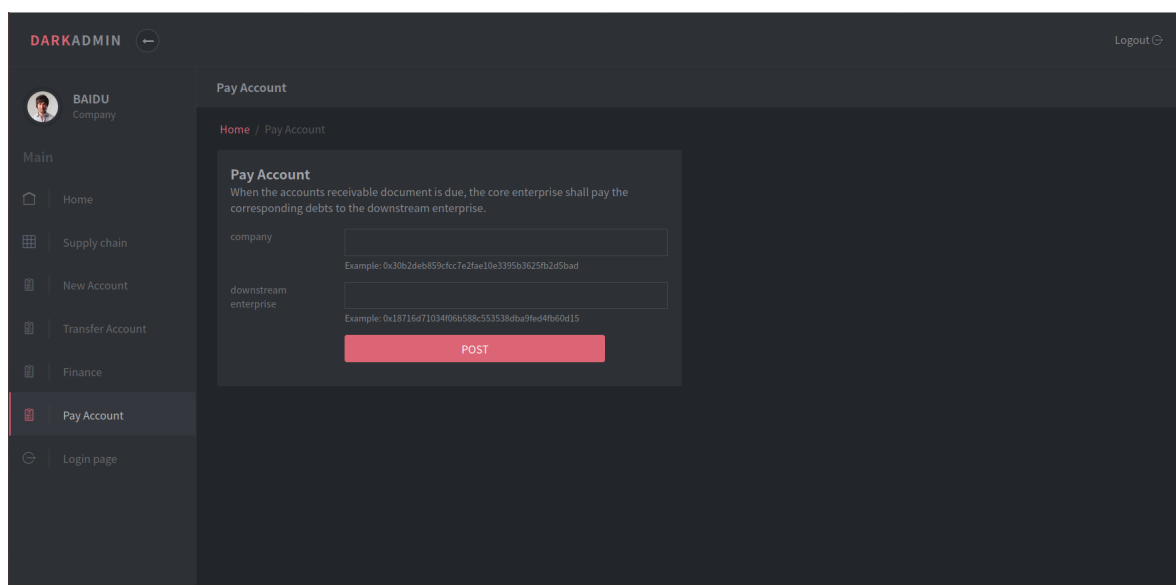 DARKADMIN
Logout
BAIDU
Company
Main
Home
Supply chain
New Account
Transfer Account
Finance
Pay Account
Login page
Pay Account
Home / Pay Account
Pay Account
When the accounts receivable document is due, the core enterprise shall pay the
corresponding debts to the downstream enterprise.
company
Example: 0x30b2deb859cfcc7e2fae10e3395b3625fb2d5bad
downstream
enterprise
Example: 0x18716d71034f06b588c553538dba9fed4fb60d15
POST